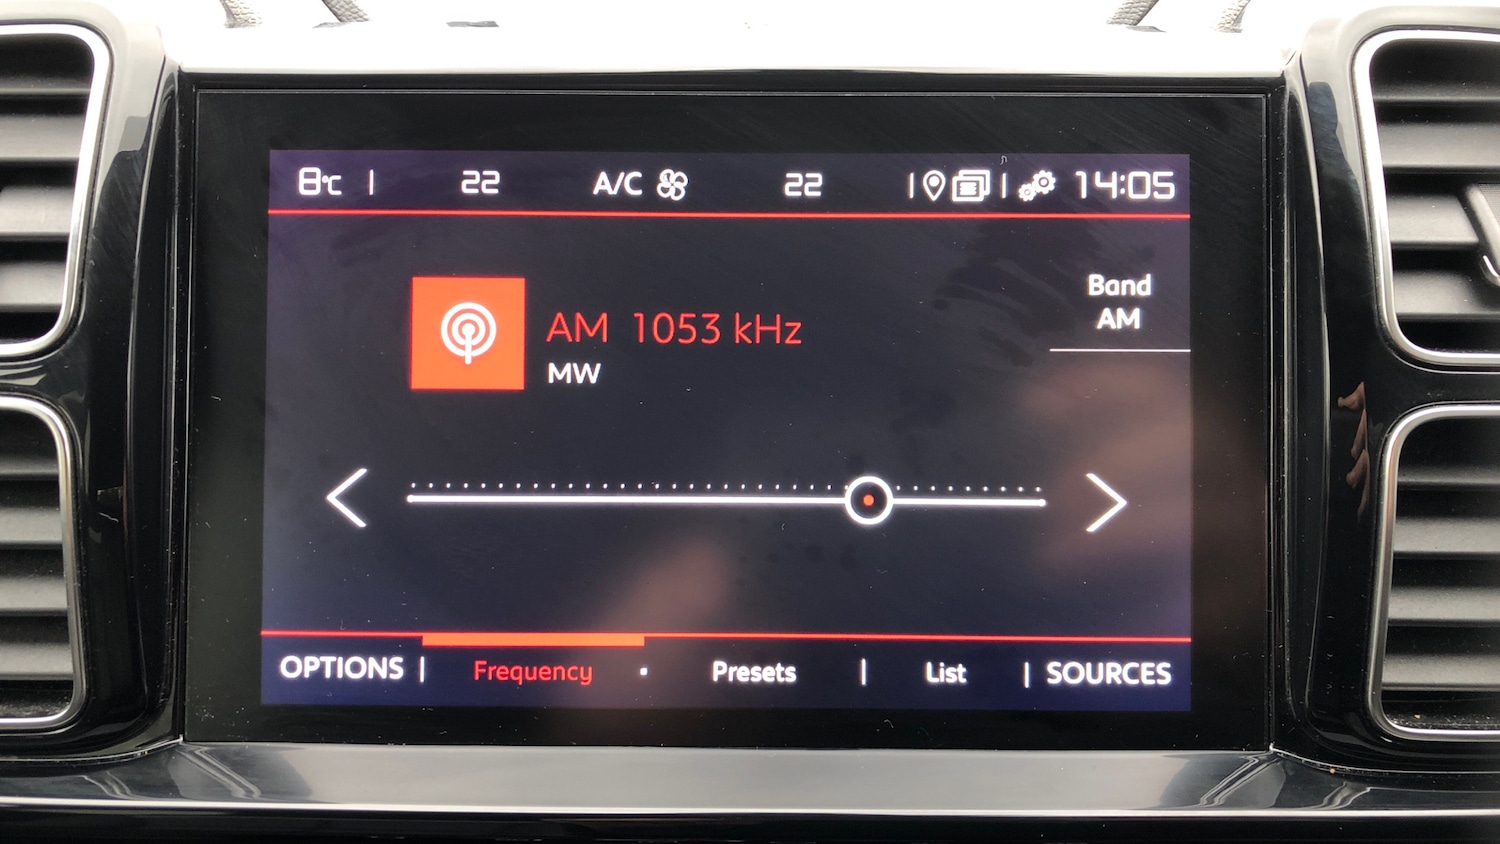 8°C | 22 A/C 22 | | 14:05
Band
AM
AM 1053 kHz
MW
OPTIONS | Frequency • Presets | List | SOURCES